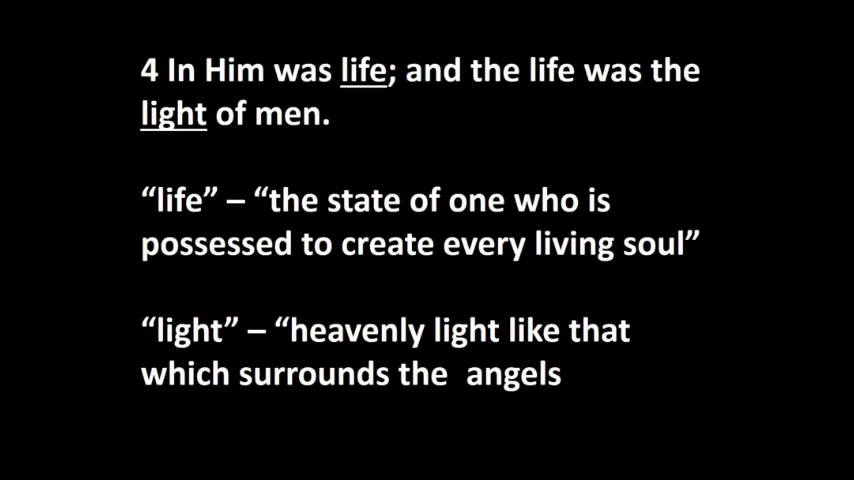 4 In Him was life; and the life was the
light of men.
“life” – “the state of one who is
possessed to create every living soul”
“light” – “heavenly light like that
which surrounds the  angels